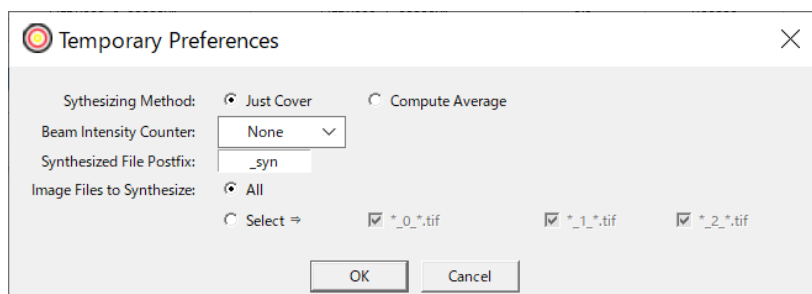 Temporary Preferences
Sythesizing Method: Just Cover Compute Average
Beam Intensity Counter: None
Synthesized File Postfix: _syn
Image Files to Synthesize: All
Select ⇒ *_0_*.tif *_1_*.tif *_2_*.tif
OK Cancel